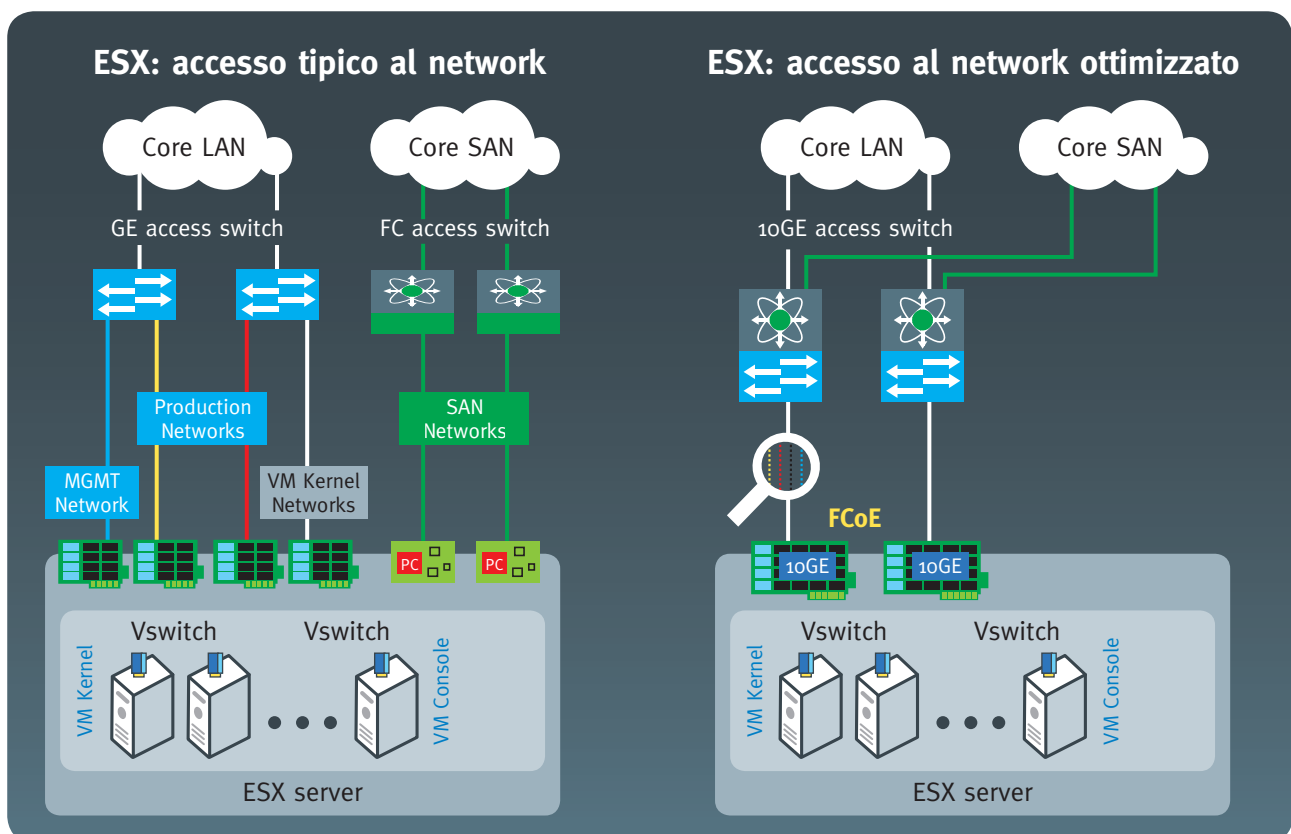 ESX: accesso tipico al network
Core LAN
Core SAN
GE access switch
FC access switch
Production
Networks
SAN
Networks
MGMT
Network
VM Kernel
Networks
PC
PC
Vswitch
Vswitch
VM Kernel
VM Console
ESX server
ESX: accesso al network ottimizzato
Core LAN
Core SAN
10GE access switch
FCoE
10GE
10GE
Vswitch
Vswitch
VM Kernel
VM Console
ESX server